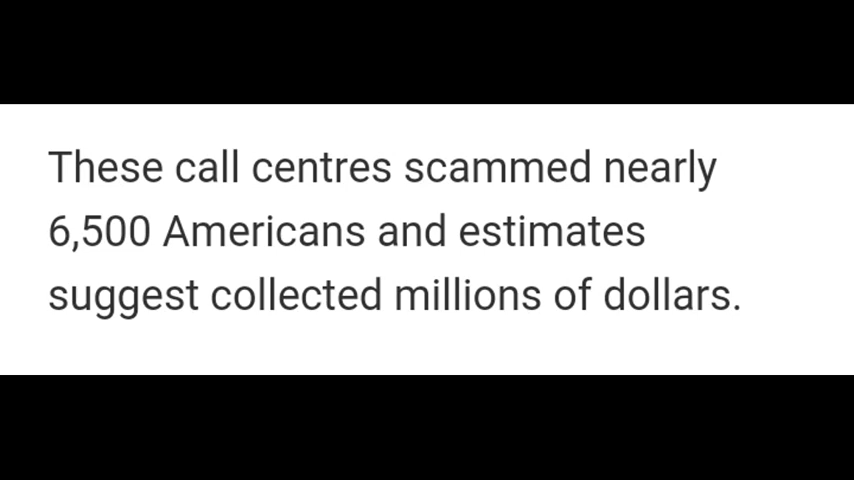 These call centres scammed nearly
6,500 Americans and estimates
suggest collected millions of dollars.